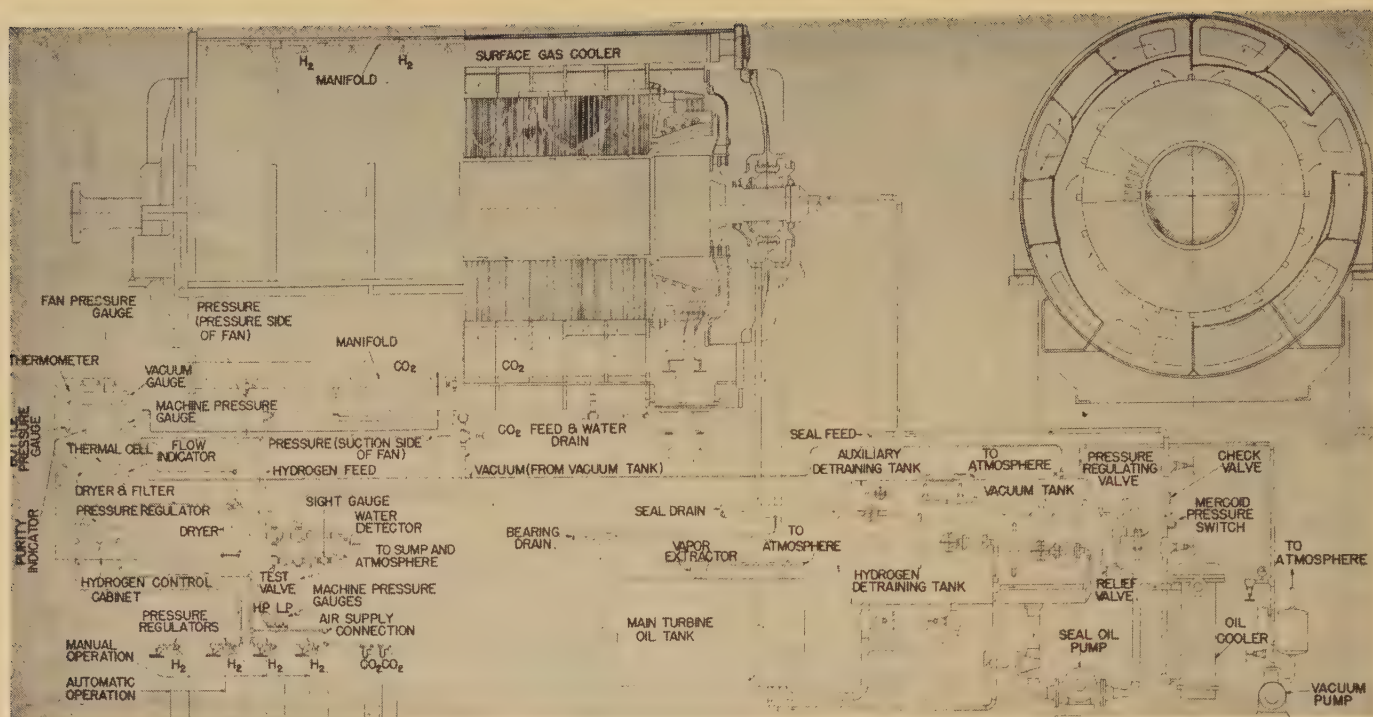 H₂
H₂
MANIFOLD
SURFACE GAS COOLER
FAN PRESSURE
GAUGE
PRESSURE
(PRESSURE SIDE
OF FAN)
MANIFOLD
THERMOMETER
VACUUM
GAUGE
CO₂
CO₂
MACHINE PRESSURE
GAUGE
PRESSURE
GAUGE
THERMAL CELL
FLOW
INDICATOR
PRESSURE (SUCTION SIDE
OF FAN)
CO₂ FEED & WATER
DRAIN
HYDROGEN FEED
VACUUM (FROM VACUUM TANK)
SEAL FEED
AUXILIARY
DETRAINING TANK
TO
ATMOSPHERE
VACUUM TANK
PRESSURE
REGULATING
VALVE
CHECK
VALVE
MERCOID
PRESSURE
SWITCH
DRYER & FILTER
PRESSURE REGULATOR
DRYER
SIGHT GAUGE
WATER
DETECTOR
TO SUMP AND
ATMOSPHERE
PURITY
INDICATOR
BEARING
DRAIN
SEAL DRAIN
VAPOR
EXTRACTOR
TO
ATMOSPHERE
HYDROGEN
DETRAINING TANK
RELIEF
VALVE
TO
ATMOSPHERE
HYDROGEN CONTROL
CABINET
TEST
VALVE
MACHINE PRESSURE
GAUGES
HP LP
PRESSURE
REGULATORS
AIR SUPPLY
CONNECTION
MAIN TURBINE
OIL TANK
SEAL OIL
PUMP
OIL
COOLER
MANUAL
OPERATION
H₂
H₂
H₂
H₂
CO₂ CO₂
AUTOMATIC
OPERATION
VACUUM
PUMP